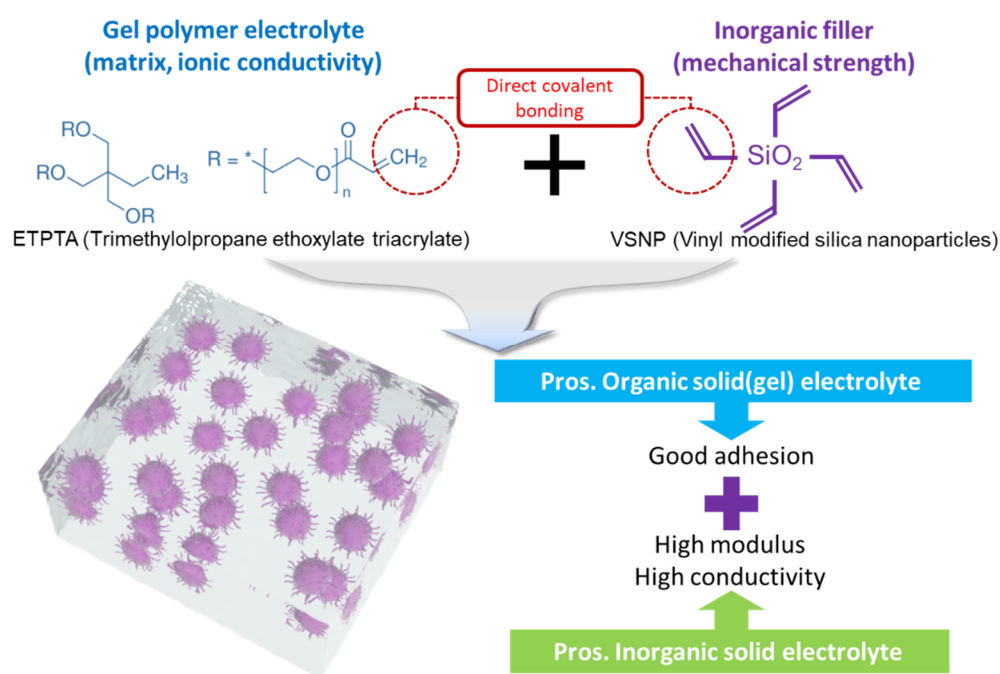 Gel polymer electrolyte
(matrix, ionic conductivity)
Inorganic filler
(mechanical strength)
Direct covalent
bonding
RO
RO
OR
CH₃
R = *
O
O
n
CH₂
+
SiO₂
ETPTA (Trimethylolpropane ethoxylate triacrylate)
VSNP (Vinyl modified silica nanoparticles)
Pros. Organic solid(gel) electrolyte
Good adhesion
+
High modulus
High conductivity
Pros. Inorganic solid electrolyte